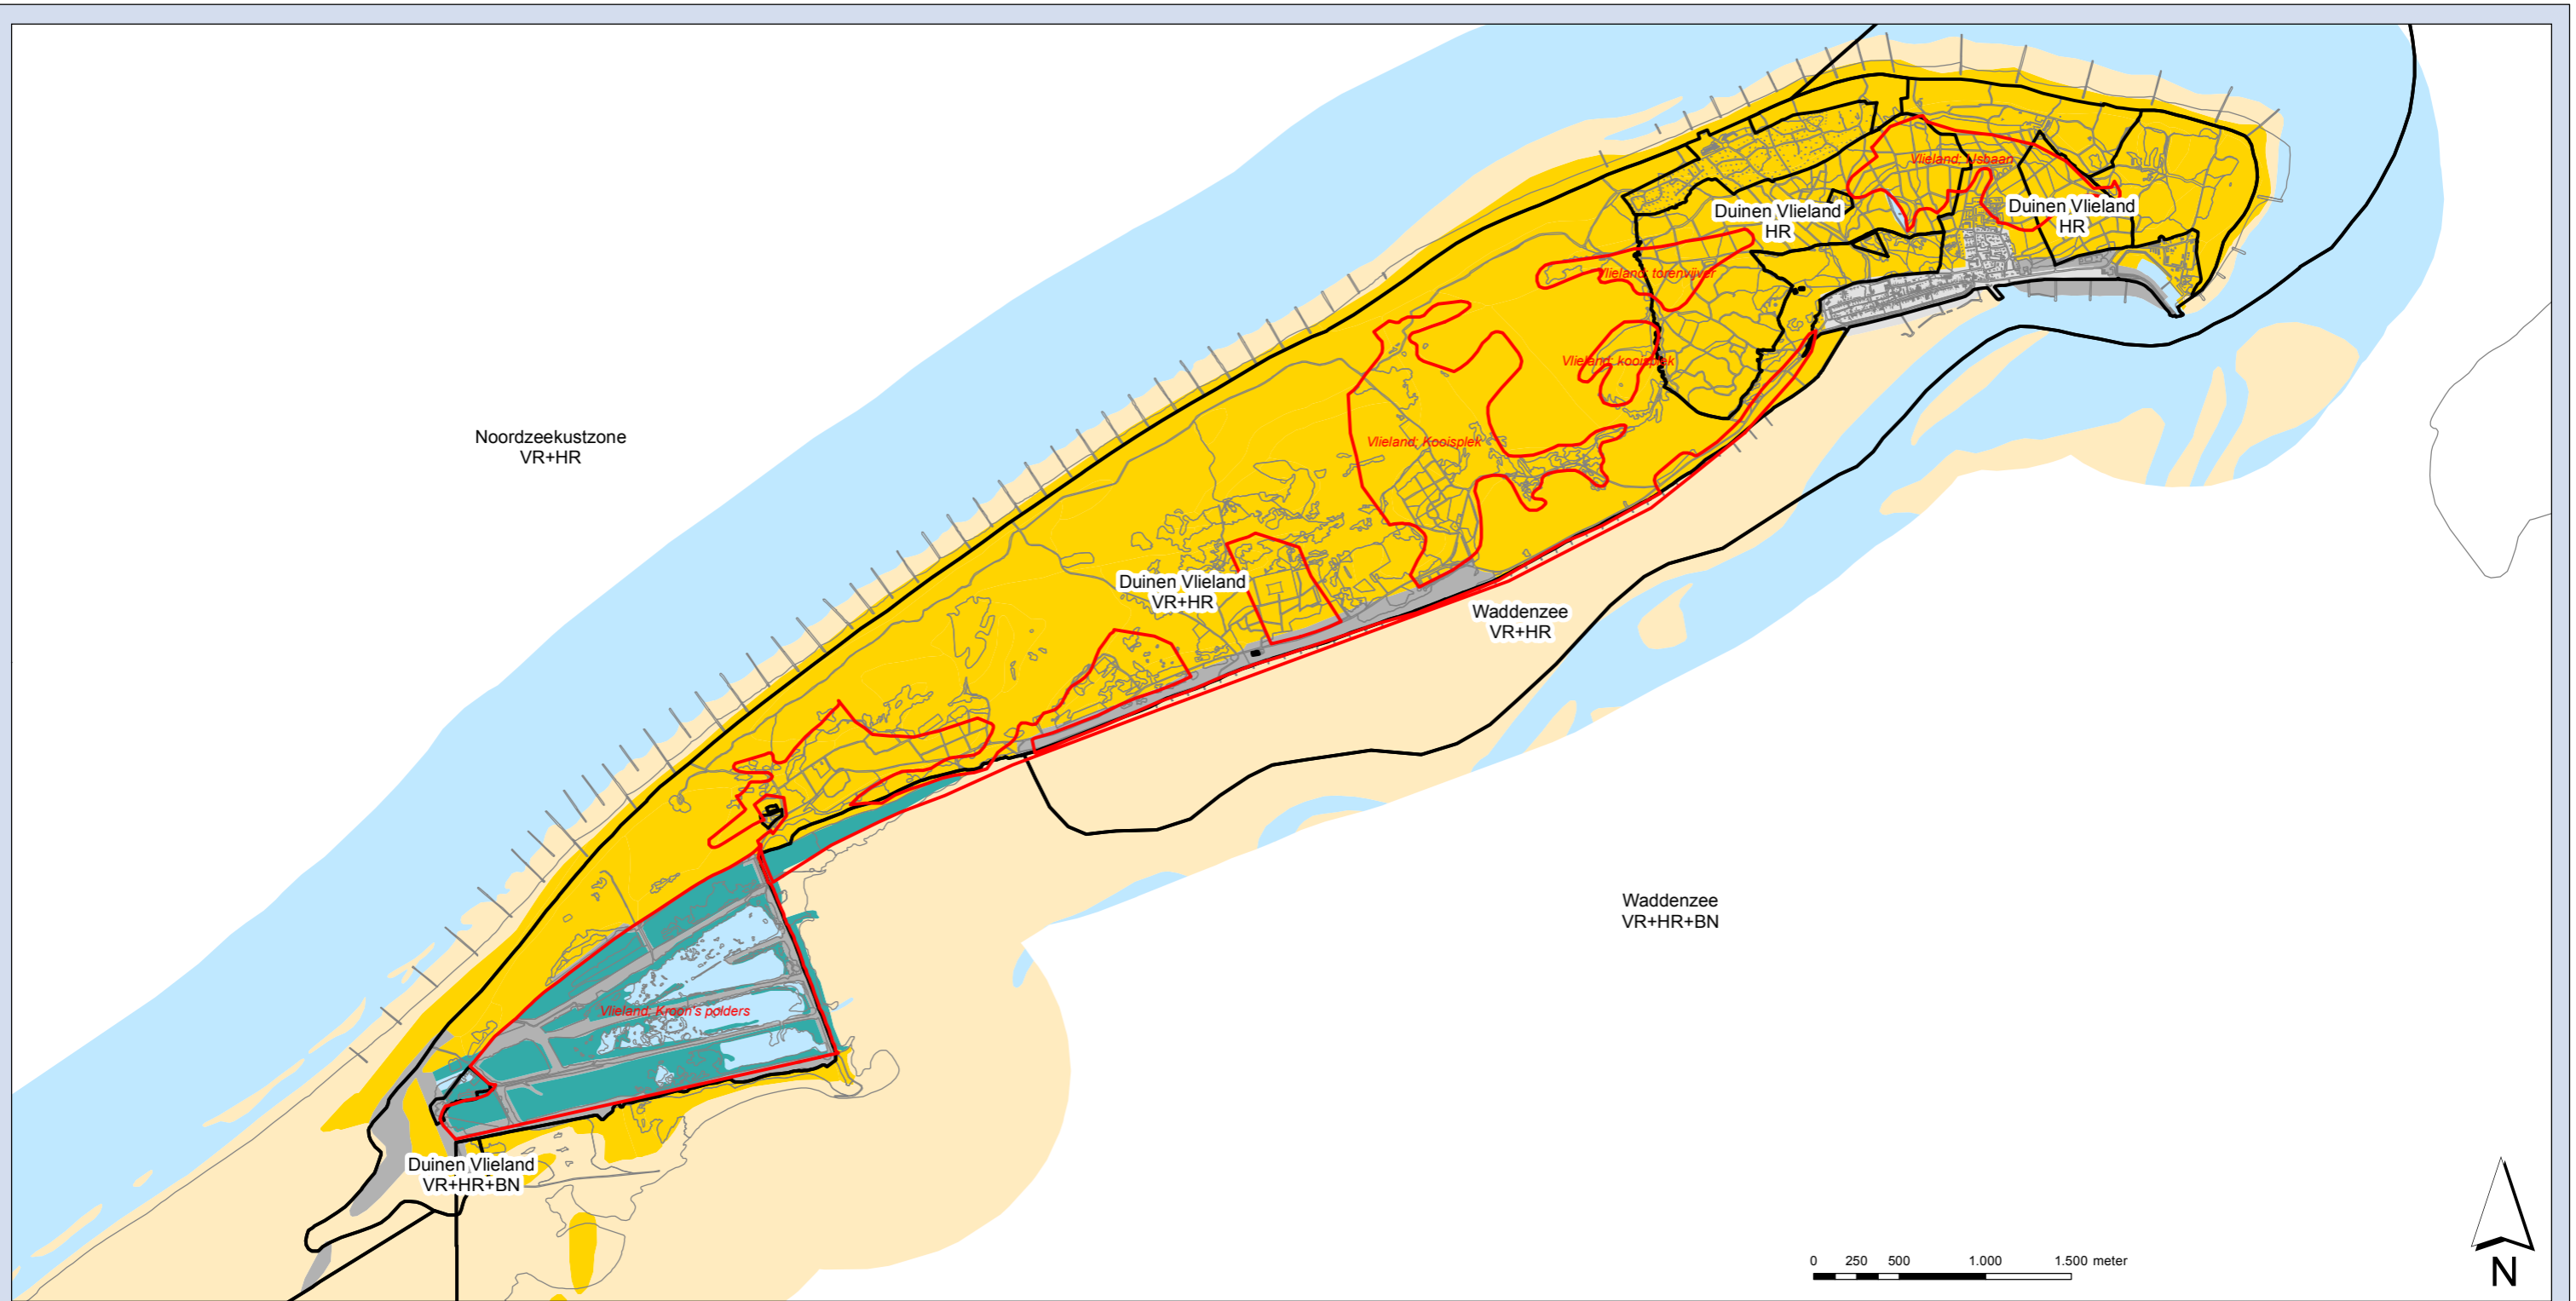 Vlieland; IJsbaan
Duinen Vlieland
HR
Duinen Vlieland
HR
Vlieland; torenvijver
Vlieland; kooisplek
Noordzeekustzone
VR+HR
Vlieland; Kooisplek
Duinen Vlieland
VR+HR
Waddenzee
VR+HR
Waddenzee
VR+HR+BN
Vlieland; Kroon's polders
Duinen Vlieland
VR+HR+BN
0 250 500 1.000 1.500 meter
N